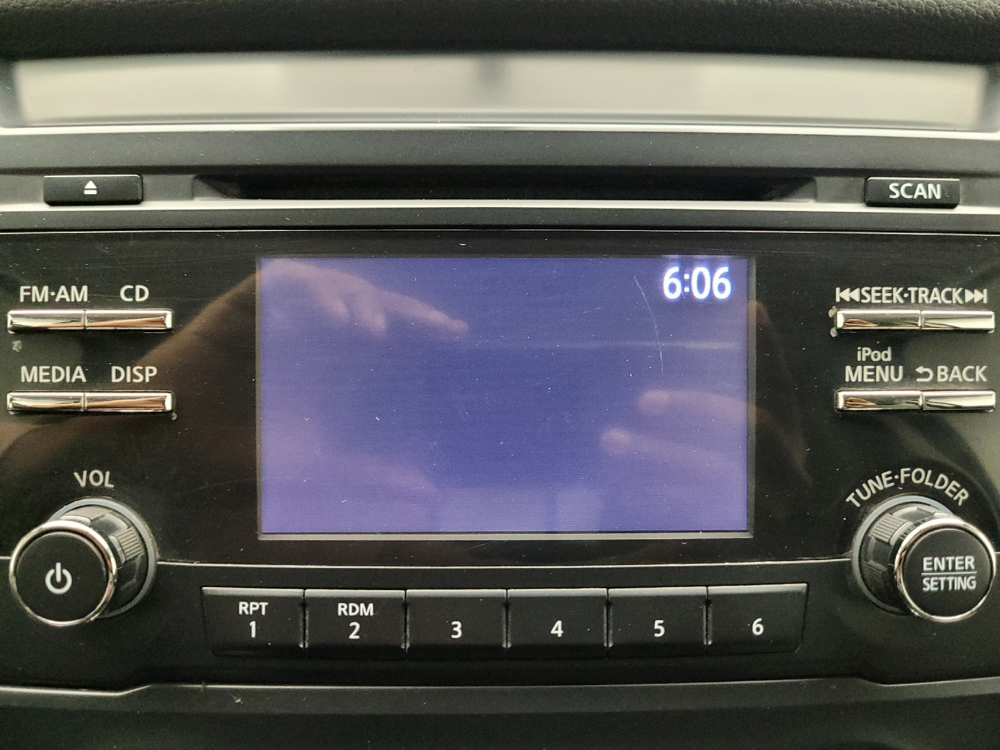 SCAN
6:06
FM·AM CD
MEDIA DISP
VOL
SEEK·TRACK
iPod
MENU BACK
TUNE·FOLDER
ENTER
SETTING
RPT
1
RDM
2
3
4
5
6